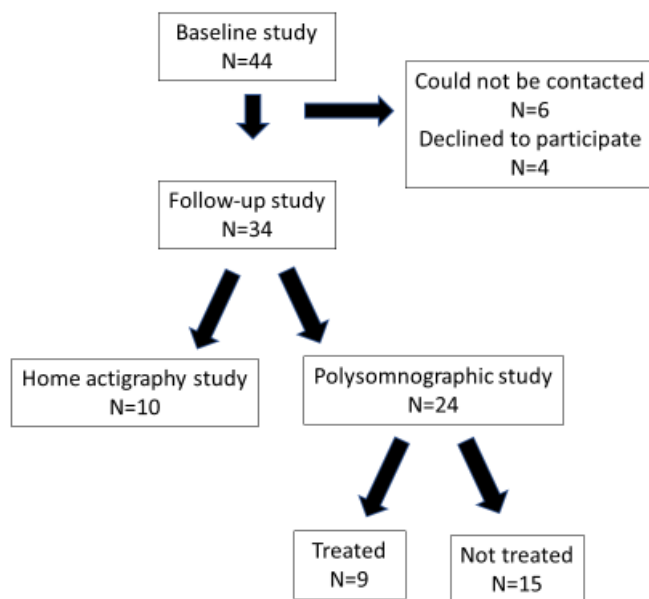 Baseline study
N=44
Could not be contacted
N=6
Declined to participate
N=4
Follow-up study
N=34
Home actigraphy study
N=10
Polysomnographic study
N=24
Treated
N=9
Not treated
N=15